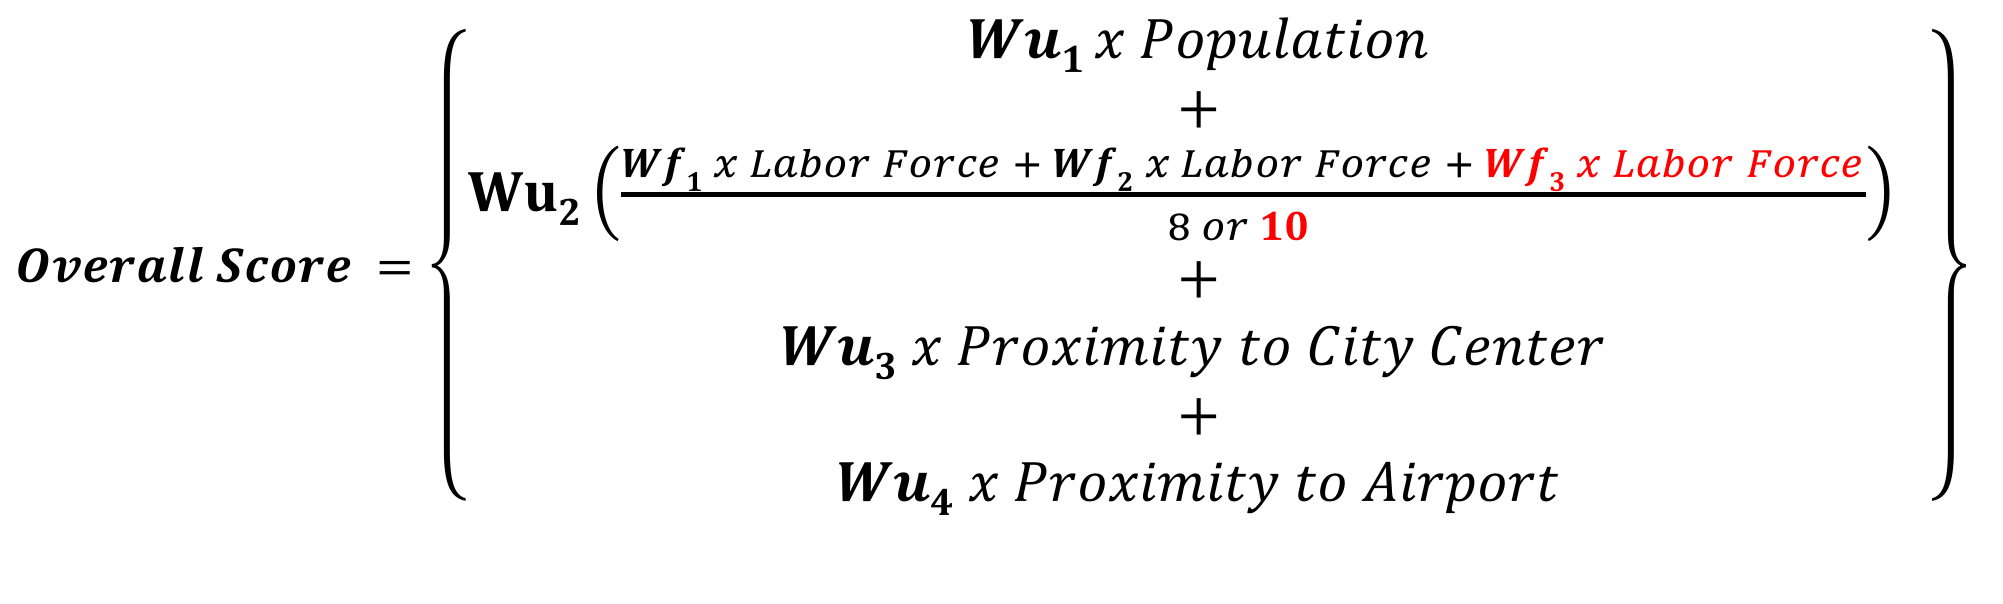 Wu₁ x Population
+
Wu₂ (Wf₁ x Labor Force + Wf₂ x Labor Force + Wf₃ x Labor Force
8 or 10)
Overall Score = {
+
Wu₃ x Proximity to City Center
+
Wu₄ x Proximity to Airport
}